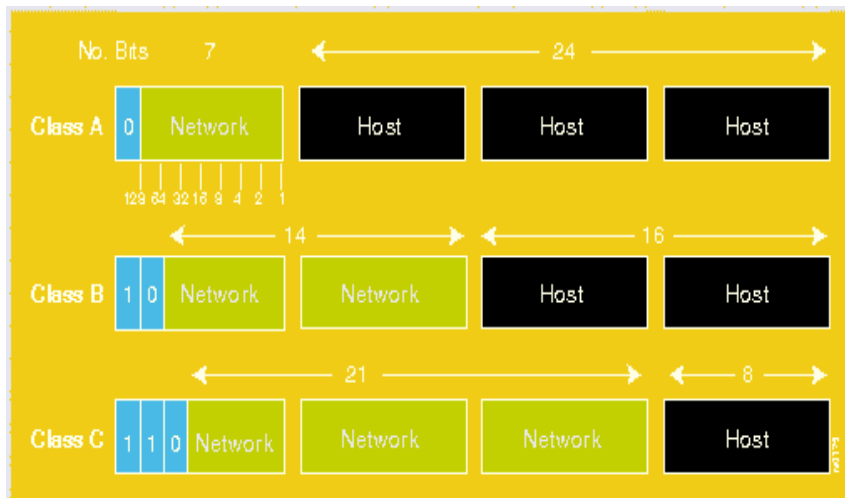 No. Bits 7 24
Class A 0 Network Host Host Host
128 64 32 16 8 4 2 1
14 16
Class B 1 0 Network Network Host Host
21 8
Class C 1 1 0 Network Network Network Host